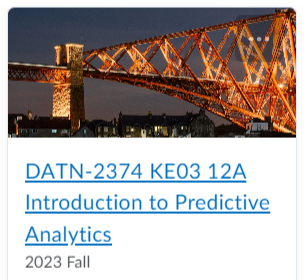 DATN-2374 KE03 12A
Introduction to Predictive
Analytics
2023 Fall